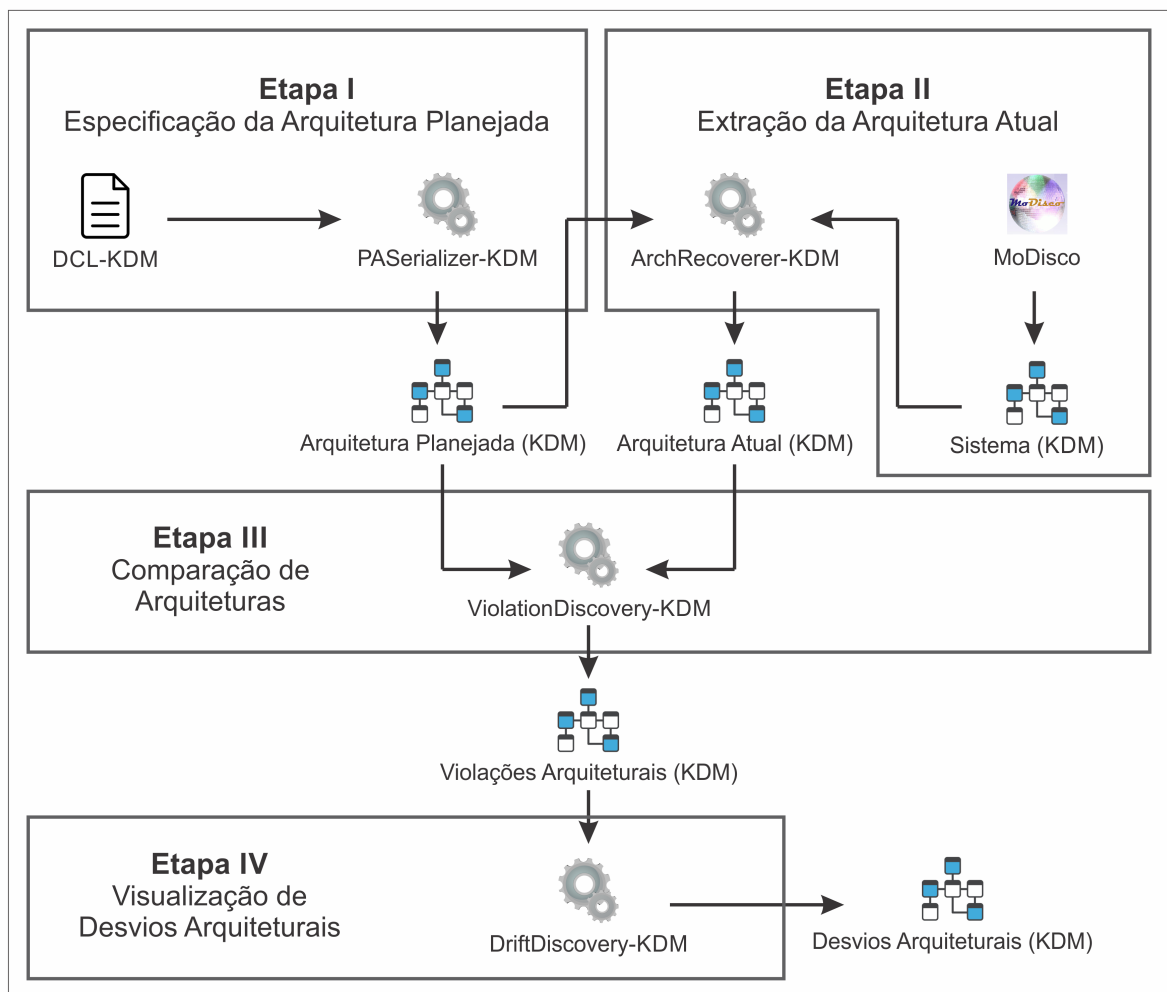 Etapa I
Especificação da Arquitetura Planejada
DCL-KDM
PASerializer-KDM
Etapa II
Extração da Arquitetura Atual
ArchRecoverer-KDM
MoDisco
MoDisco
Arquitetura Planejada (KDM)
Arquitetura Atual (KDM)
Sistema (KDM)
Etapa III
Comparação de
Arquiteturas
ViolationDiscovery-KDM
Violações Arquiteturais (KDM)
Etapa IV
Visualização de
Desvios Arquiteturais
DriftDiscovery-KDM
Desvios Arquiteturais (KDM)